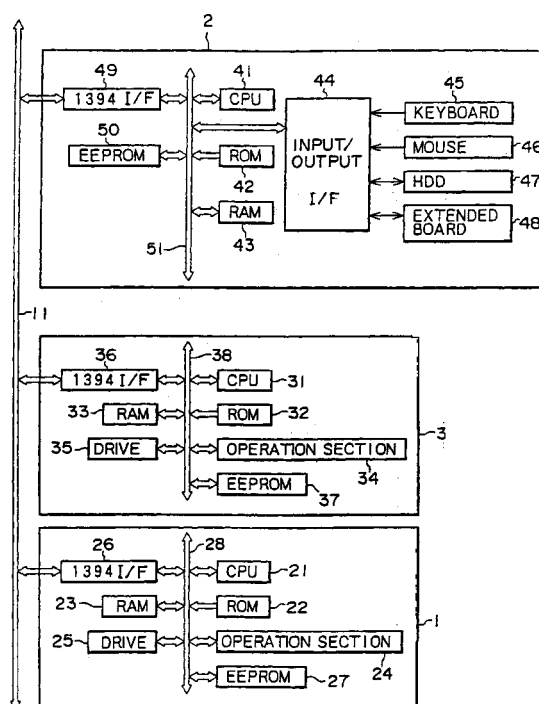 2
49
41
44
45
1394 I/F
CPU
KEYBOARD
50
INPUT/
OUTPUT
I/F
MOUSE
46
EEPROM
ROM
42
HDD
47
RAM
43
EXTENDED
BOARD
48
51
11
36
38
1394 I/F
CPU
31
33
RAM
ROM
32
3
35
DRIVE
OPERATION SECTION
34
EEPROM
37
26
28
1394 I/F
CPU
21
23
RAM
ROM
22
1
25
DRIVE
OPERATION SECTION
24
EEPROM
27